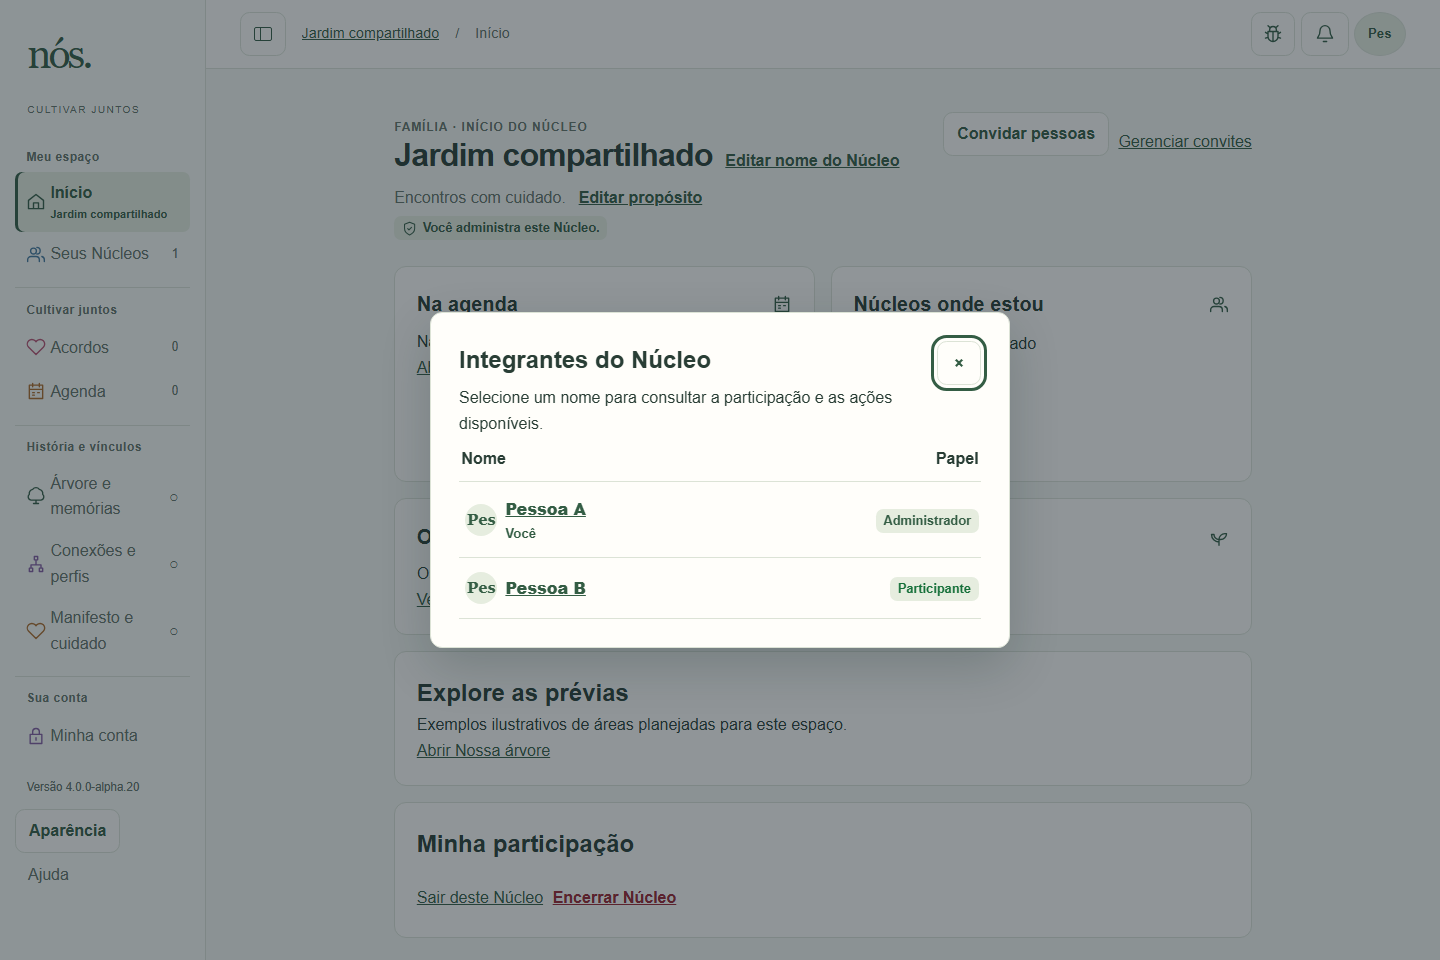 nós.
CULTIVAR JUNTOS
Meu espaço
Início
Jardim compartilhado
Seus Núcleos 1
Cultivar juntos
Acordos 0
Agenda 0
História e vínculos
Árvore e
memórias
Conexões e
perfis
Manifesto e
cuidado
Sua conta
Minha conta
Versão 4.0.0-alpha.20
Aparência
Ajuda
Jardim compartilhado / Início
Pes
FAMÍLIA · INÍCIO DO NÚCLEO
Jardim compartilhado Editar nome do Núcleo
Convidar pessoas Gerenciar convites
Encontros com cuidado. Editar propósito
Você administra este Núcleo.
Na agenda
Núcleos onde estou
Integrantes do Núcleo
×
Selecione um nome para consultar a participação e as ações
disponíveis.
Nome Papel
Pes Pessoa A Administrador
Você
Pes Pessoa B Participante
Explore as prévias
Exemplos ilustrativos de áreas planejadas para este espaço.
Abrir Nossa árvore
Minha participação
Sair deste Núcleo Encerrar Núcleo